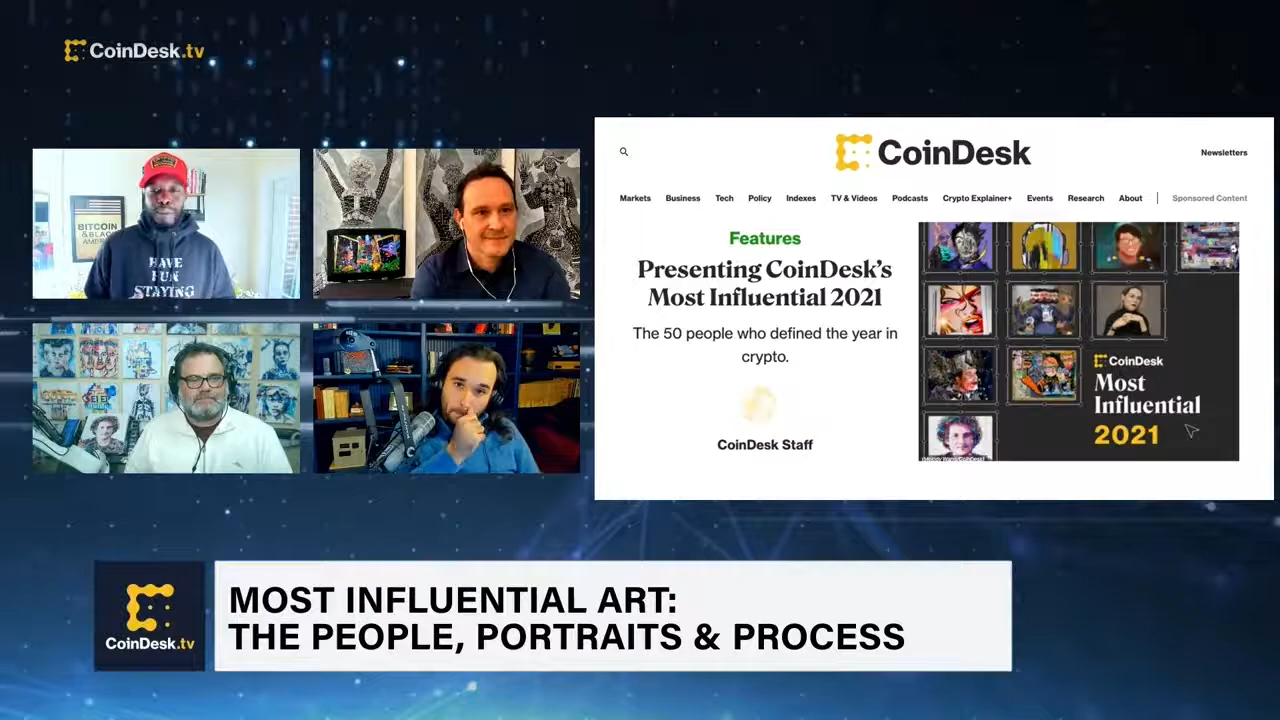 CoinDesk.tv
BITCOIN
& BLACK
AMERICA
HAVE
FUN
STAYING
CoinDesk
Newsletters
Markets Business Tech Policy Indexes TV & Videos Podcasts Crypto Explainer+ Events Research About Sponsored Content
Features
Presenting CoinDesk's
Most Influential 2021
The 50 people who defined the year in
crypto.
CoinDesk Staff
CoinDesk
Most
Influential
2021
CoinDesk.tv
MOST INFLUENTIAL ART:
THE PEOPLE, PORTRAITS & PROCESS